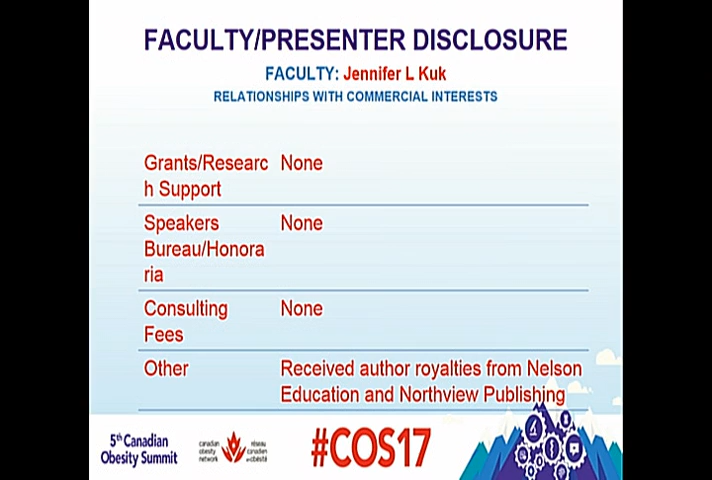 FACULTY/PRESENTER DISCLOSURE
FACULTY: Jennifer L Kuk
RELATIONSHIPS WITH COMMERCIAL INTERESTS
Grants/Researc None
h Support
Speakers None
Bureau/Honora
ria
Consulting None
Fees
Other Received author royalties from Nelson
Education and Northview Publishing
5th Canadian
Obesity Summit
canadian
obesity
network
réseau
canadien
en obésité
#COS17